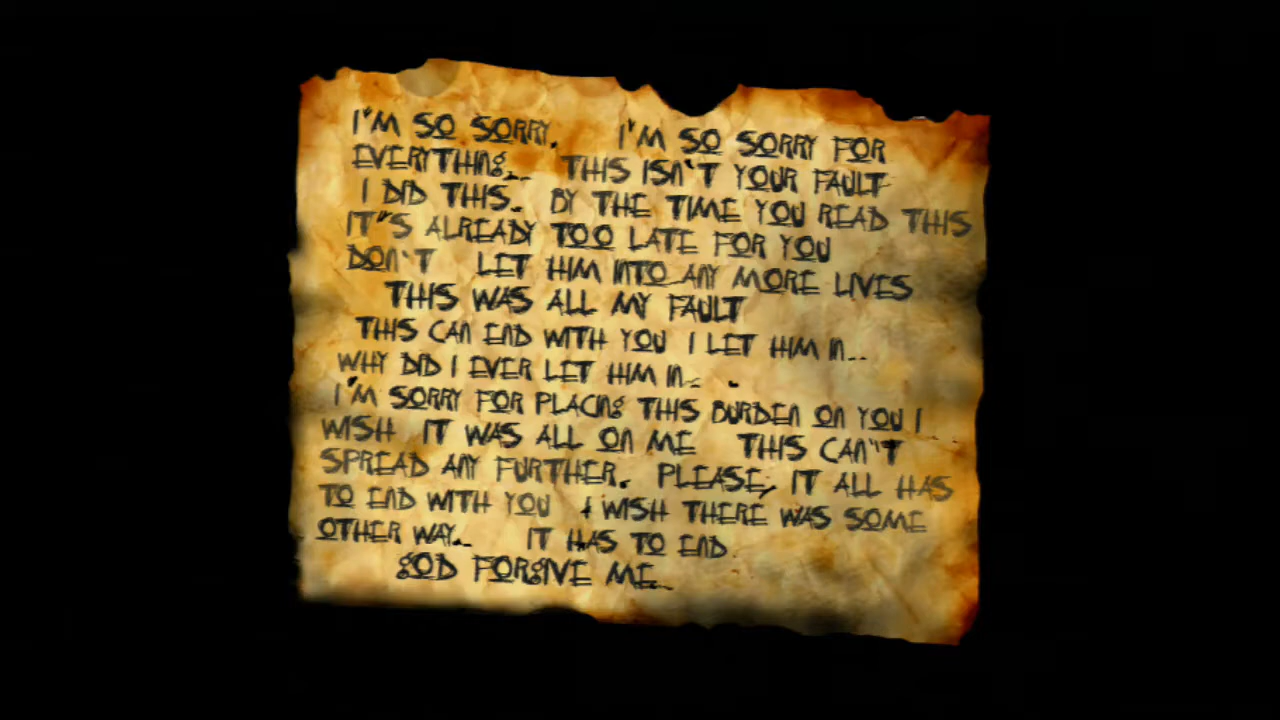 I'M SO SORRY. I'M SO SORRY FOR
EVERYTHING... THIS ISN'T YOUR FAULT
I DID THIS.. BY THE TIME YOU READ THIS
IT"S ALREADY TOO LATE FOR YOU
DON'T LET HIM INTO ANY MORE LIVES
THIS WAS ALL MY FAULT
THIS CAN END WITH YOU I LET HIM IN...
WHY DID I EVER LET HIM IN.. .
I'M SORRY FOR PLACING THIS BURDEN ON YOU I
WISH IT WAS ALL ON ME THIS CAN"T
SPREAD ANY FURTHER. PLEASE, IT ALL HAS
TO END WITH YOU I WISH THERE WAS SOME
OTHER WAY... IT HAS TO END.
GOD FORGIVE ME...